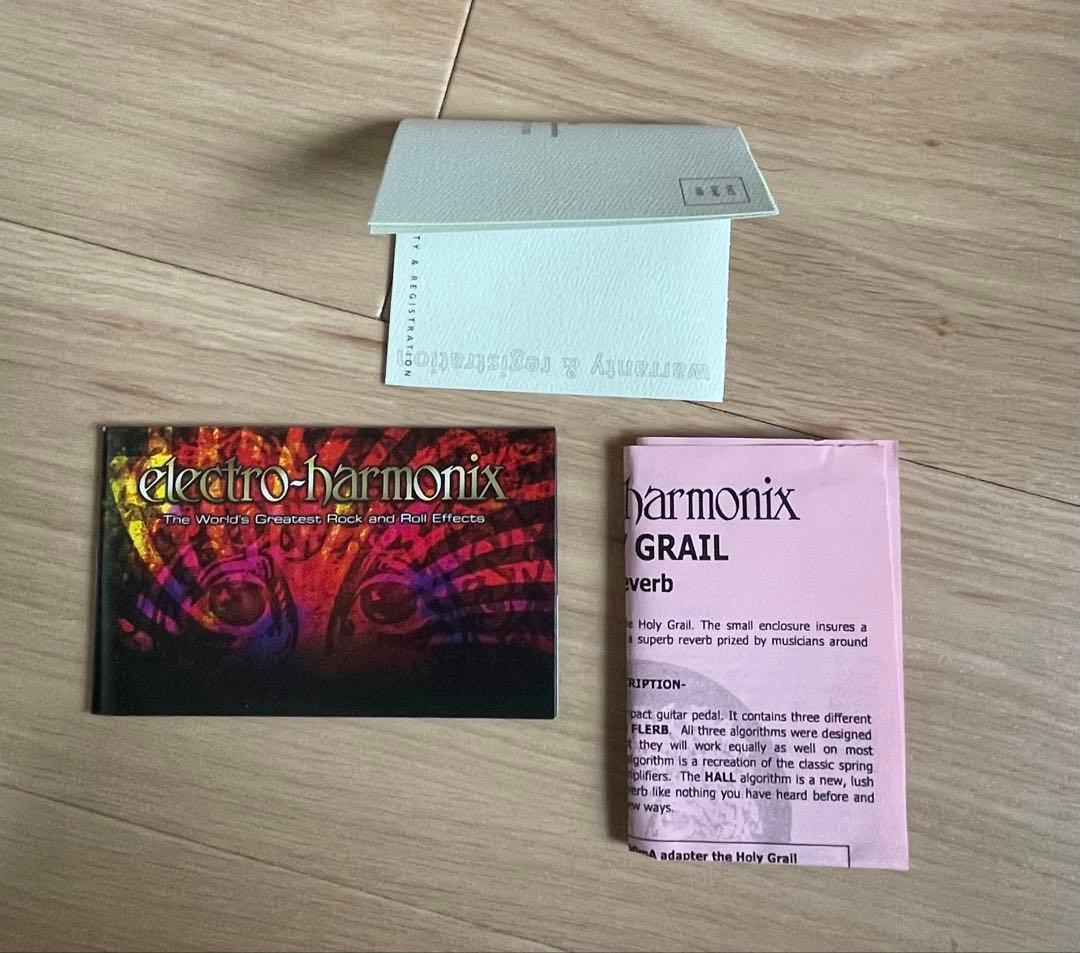 TY & REGISTRATION
warranty & registration
electro-harmonix
The World's Greatest Rock and Roll Effects
harmonix
GRAIL
everb
Holy Grail. The small enclosure insures a
a superb reverb prized by musicians around
RIPTION-
pact guitar pedal. It contains three different
FLERB. All three algorithms were designed
they will work equally as well on most
lgorithm is a recreation of the classic spring
plifiers. The HALL algorithm is a new, lush
erb like nothing you have heard before and
ew ways.
0mA adapter the Holy Grail